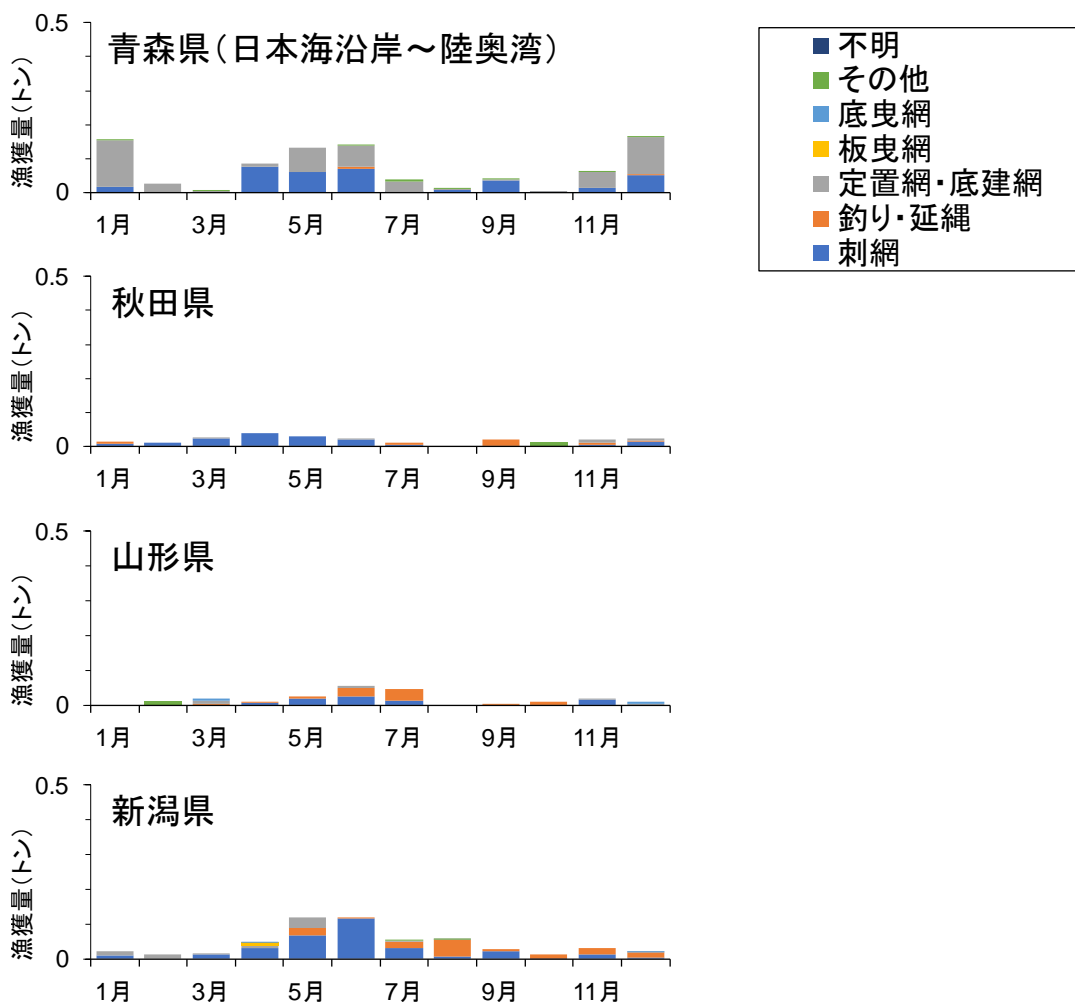 0.5
青森県（日本海沿岸～陸奥湾）
漁獲量（トン）
0
1月 3月 5月 7月 9月 11月
不明
その他
底曳網
板曳網
定置網・底建網
釣り・延縄
刺網
0.5
秋田県
漁獲量（トン）
0
1月 3月 5月 7月 9月 11月
0.5
山形県
漁獲量（トン）
0
1月 3月 5月 7月 9月 11月
0.5
新潟県
漁獲量（トン）
0
1月 3月 5月 7月 9月 11月